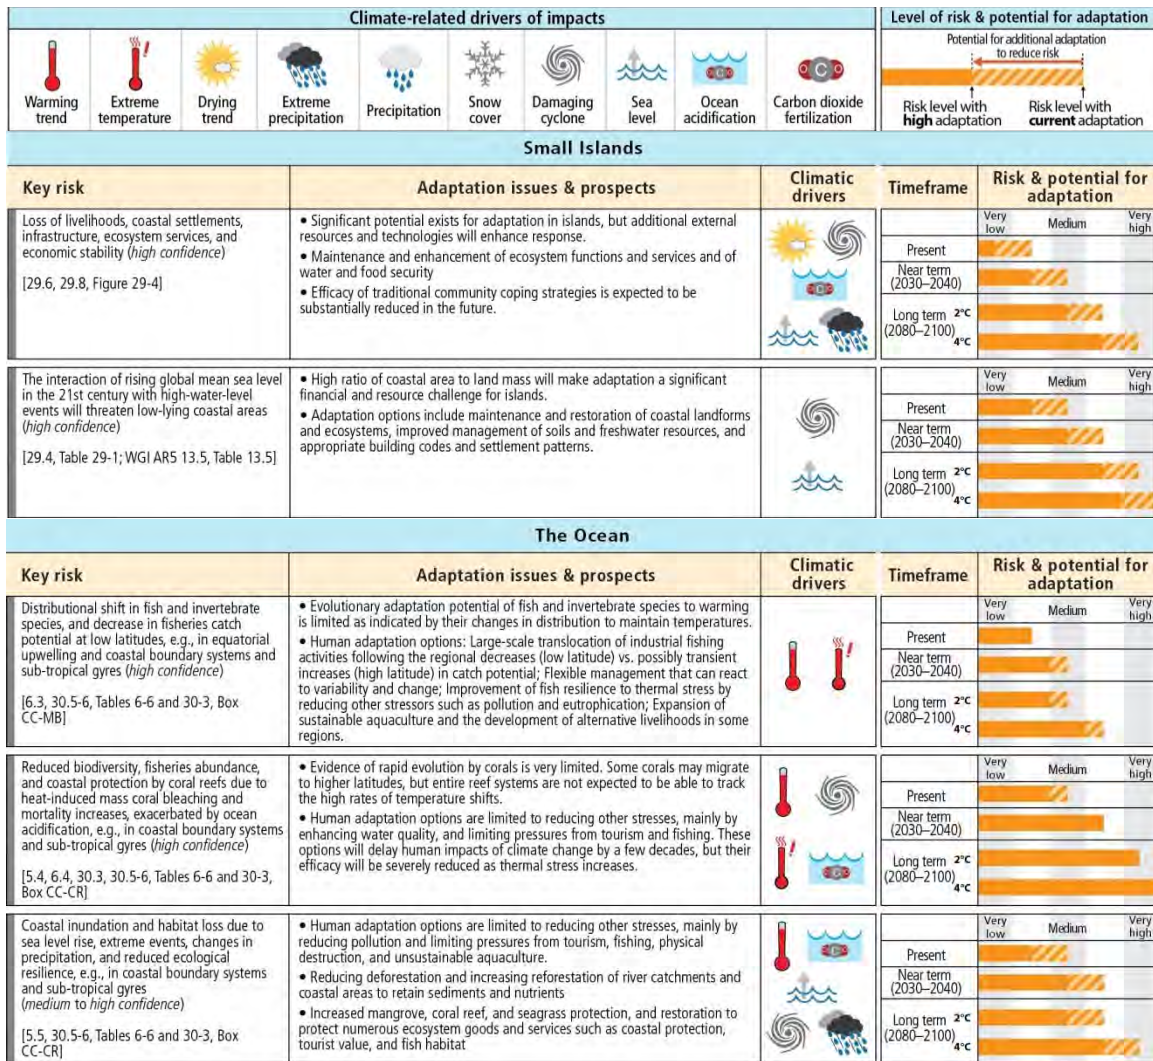 Climate-related drivers of impacts
Warming trend
Extreme temperature
Drying trend
Extreme precipitation
Precipitation
Snow cover
Damaging cyclone
Sea level
Ocean acidification
Carbon dioxide fertilization
Level of risk & potential for adaptation
Potential for additional adaptation
to reduce risk
Risk level with
high adaptation
Risk level with
current adaptation
Small Islands
Key risk
Adaptation issues & prospects
Climatic
drivers
Timeframe
Risk & potential for
adaptation
Loss of livelihoods, coastal settlements,
infrastructure, ecosystem services, and
economic stability (high confidence)
[29.6, 29.8, Figure 29-4]
• Significant potential exists for adaptation in islands, but additional external
resources and technologies will enhance response.
• Maintenance and enhancement of ecosystem functions and services and of
water and food security
• Efficacy of traditional community coping strategies is expected to be
substantially reduced in the future.
C
Very
low
Medium
Very
high
Present
Near term
(2030–2040)
Long term 2°C
(2080–2100)
4°C
The interaction of rising global mean sea level
in the 21st century with high-water-level
events will threaten low-lying coastal areas
(high confidence)
[29.4, Table 29-1; WGI AR5 13.5, Table 13.5]
• High ratio of coastal area to land mass will make adaptation a significant
financial and resource challenge for islands.
• Adaptation options include maintenance and restoration of coastal landforms
and ecosystems, improved management of soils and freshwater resources, and
appropriate building codes and settlement patterns.
Very
low
Medium
Very
high
Present
Near term
(2030–2040)
Long term 2°C
(2080–2100)
4°C
The Ocean
Key risk
Adaptation issues & prospects
Climatic
drivers
Timeframe
Risk & potential for
adaptation
Distributional shift in fish and invertebrate
species, and decrease in fisheries catch
potential at low latitudes, e.g., in equatorial
upwelling and coastal boundary systems and
sub-tropical gyres (high confidence)
[6.3, 30.5-6, Tables 6-6 and 30-3, Box
CC-MB]
• Evolutionary adaptation potential of fish and invertebrate species to warming
is limited as indicated by their changes in distribution to maintain temperatures.
• Human adaptation options: Large-scale translocation of industrial fishing
activities following the regional decreases (low latitude) vs. possibly transient
increases (high latitude) in catch potential; Flexible management that can react
to variability and change; Improvement of fish resilience to thermal stress by
reducing other stressors such as pollution and eutrophication; Expansion of
sustainable aquaculture and the development of alternative livelihoods in some
regions.
Very
low
Medium
Very
high
Present
Near term
(2030–2040)
Long term 2°C
(2080–2100)
4°C
Reduced biodiversity, fisheries abundance,
and coastal protection by coral reefs due to
heat-induced mass coral bleaching and
mortality increases, exacerbated by ocean
acidification, e.g., in coastal boundary systems
and sub-tropical gyres (high confidence)
[5.4, 6.4, 30.3, 30.5-6, Tables 6-6 and 30-3,
Box CC-CR]
• Evidence of rapid evolution by corals is very limited. Some corals may migrate
to higher latitudes, but entire reef systems are not expected to be able to track
the high rates of temperature shifts.
• Human adaptation options are limited to reducing other stresses, mainly by
enhancing water quality, and limiting pressures from tourism and fishing. These
options will delay human impacts of climate change by a few decades, but their
efficacy will be severely reduced as thermal stress increases.
C
Very
low
Medium
Very
high
Present
Near term
(2030–2040)
Long term 2°C
(2080–2100)
4°C
Coastal inundation and habitat loss due to
sea level rise, extreme events, changes in
precipitation, and reduced ecological
resilience, e.g., in coastal boundary systems
and sub-tropical gyres
(medium to high confidence)
[5.5, 30.5-6, Tables 6-6 and 30-3, Box
CC-CR]
• Human adaptation options are limited to reducing other stresses, mainly by
reducing pollution and limiting pressures from tourism, fishing, physical
destruction, and unsustainable aquaculture.
• Reducing deforestation and increasing reforestation of river catchments and
coastal areas to retain sediments and nutrients
• Increased mangrove, coral reef, and seagrass protection, and restoration to
protect numerous ecosystem goods and services such as coastal protection,
tourist value, and fish habitat
C
Very
low
Medium
Very
high
Present
Near term
(2030–2040)
Long term 2°C
(2080–2100)
4°C